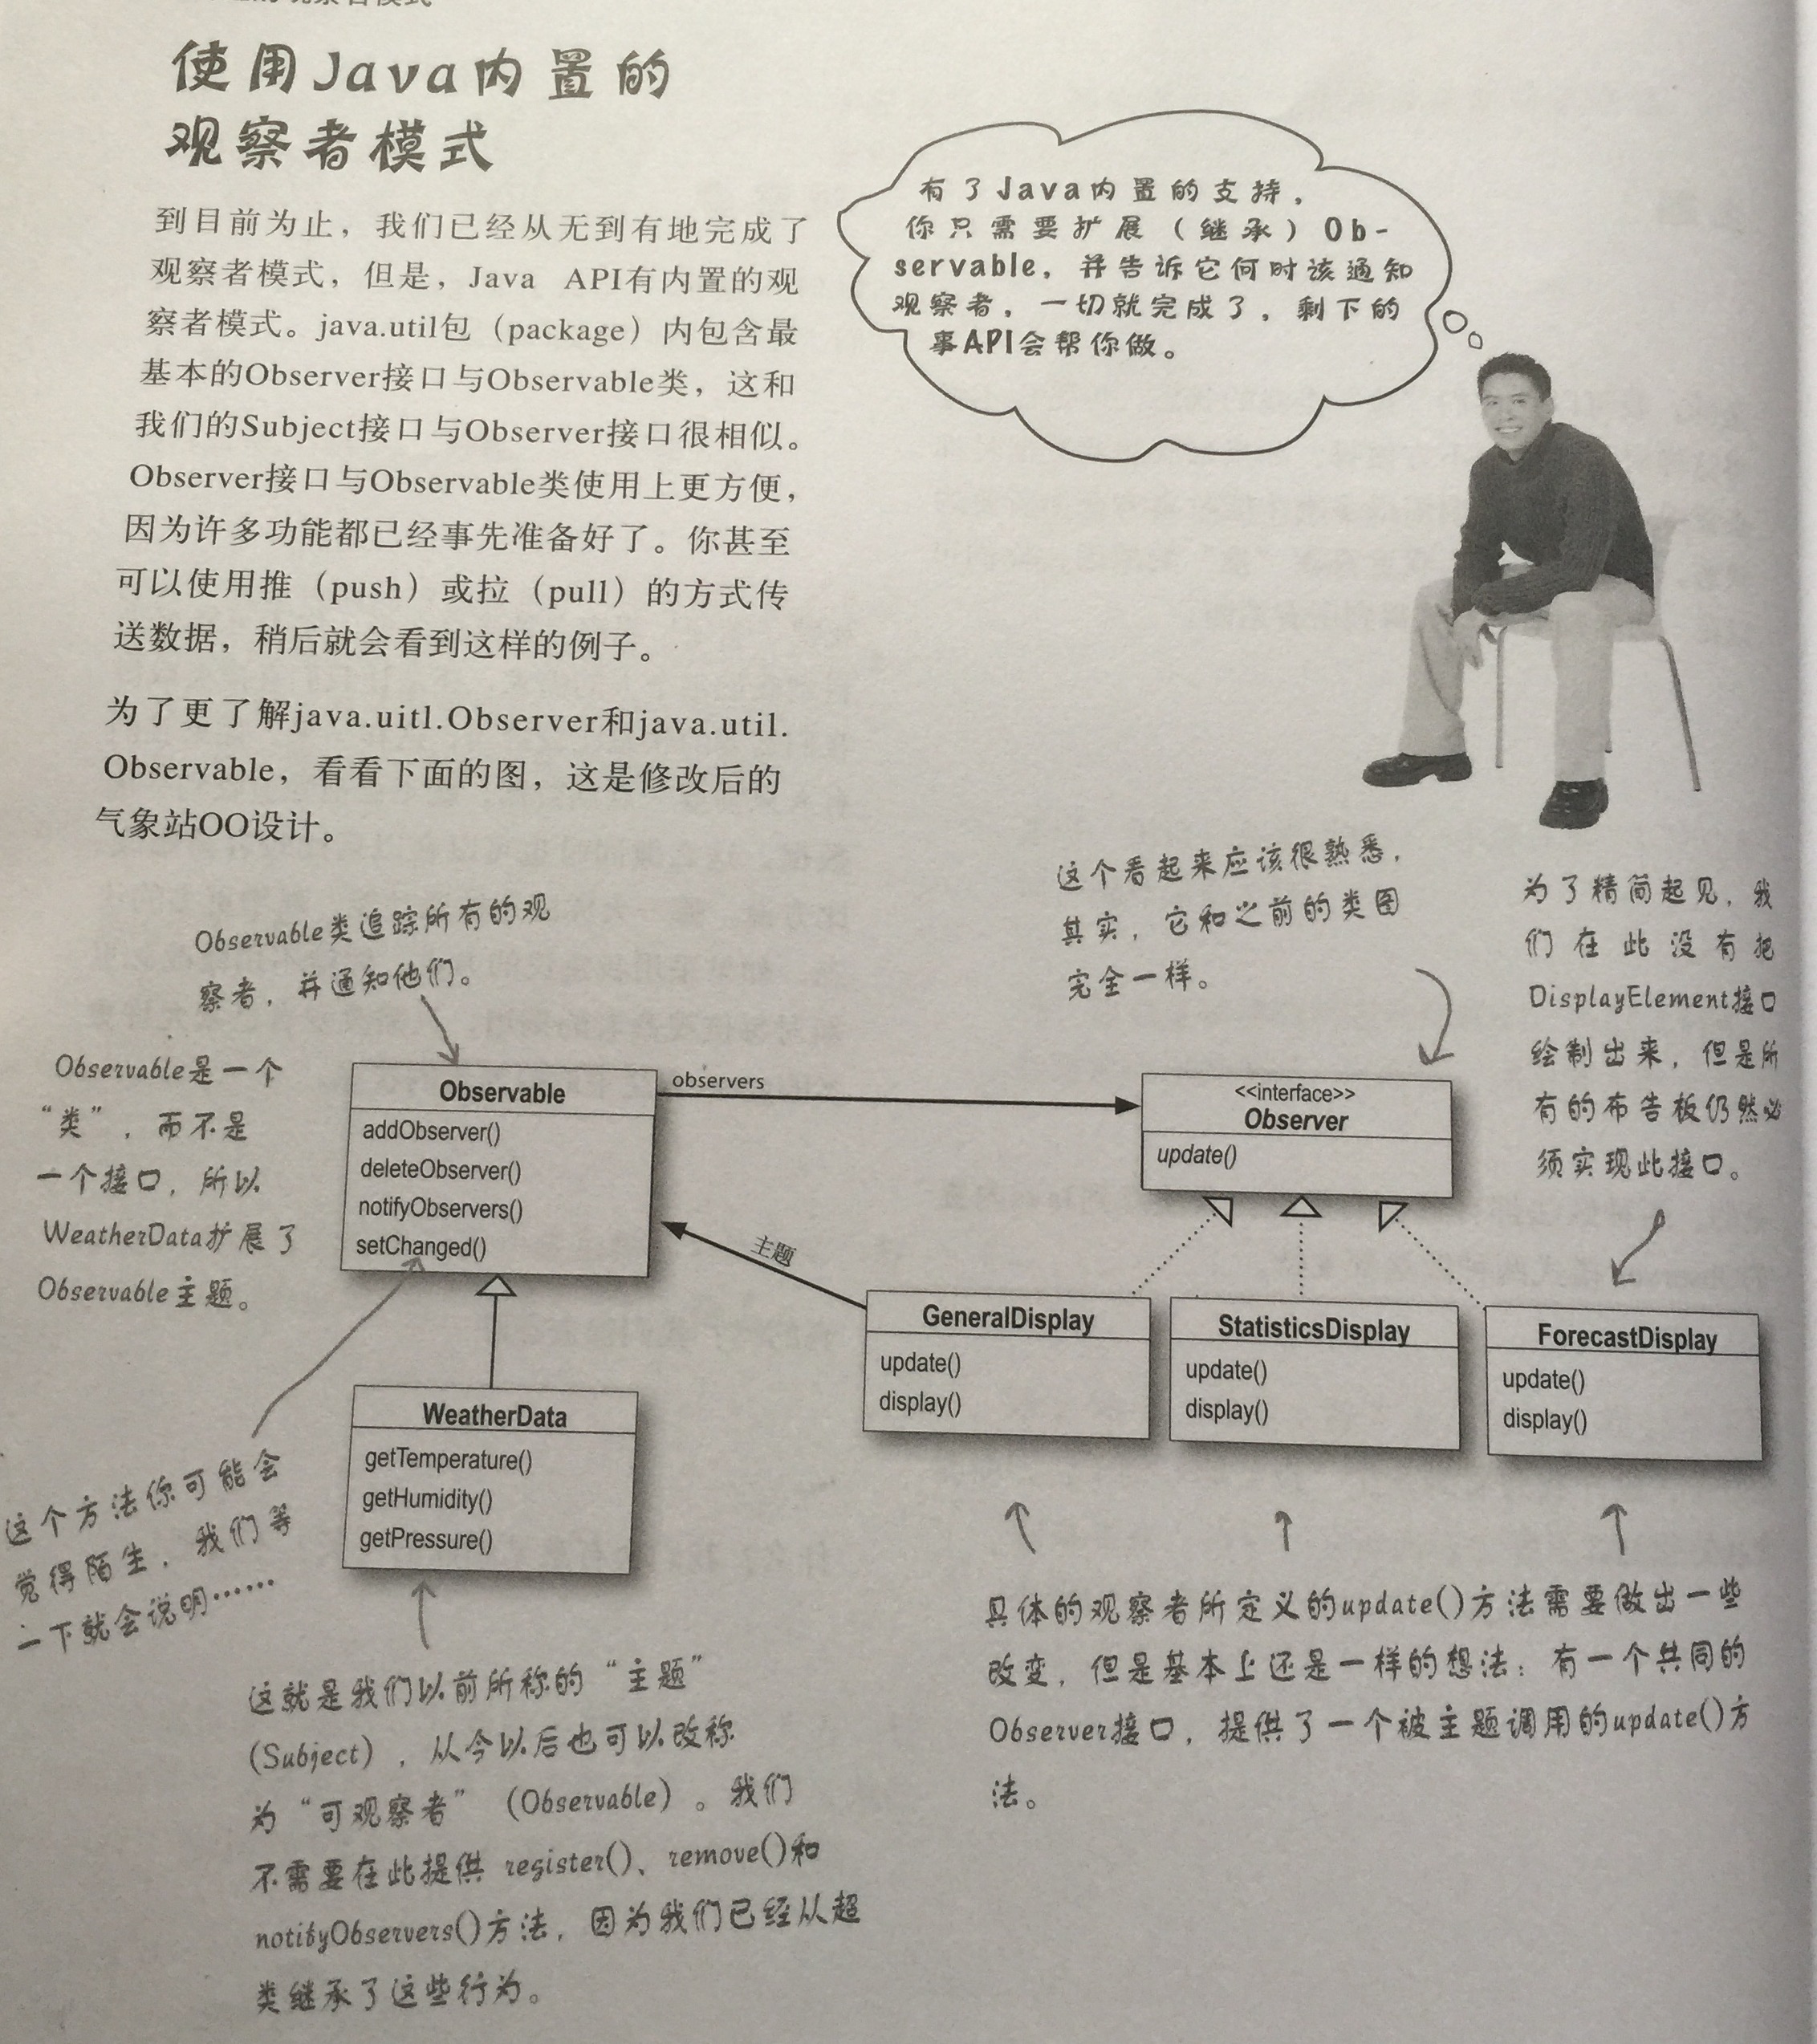 使用Java内置的
观察者模式
到目前为止，我们已经从无到有地完成了
观察者模式，但是，Java API有内置的观
察者模式。java.util包（package）内包含最
基本的Observer接口与Observable类，这和
我们的Subject接口与Observer接口很相似。
Observer接口与Observable类使用上更方便，
因为许多功能都已经事先准备好了。你甚至
可以使用推（push）或拉（pull）的方式传
送数据，稍后就会看到这样的例子。
为了更了解java.uitl.Observer和java.util.
Observable，看看下面的图，这是修改后的
气象站OO设计。
有了Java内置的支持，
你只需要扩展（继承）Ob-
servable，并告诉它何时该通知
观察者，一切就完成了，剩下的
事API会帮你做。
Observable类追踪所有的观
察者，并通知他们。
这个看起来应该很熟悉，
其实，它和之前的类图
完全一样。
为了精简起见，我
们在此没有把
DisplayElement接口
绘制出来，但是所
有的布告板仍然必
须实现此接口。
Observable是一个
“类”，而不是
一个接口，所以
WeatherData扩展了
Observable主题。
Observable
addObserver()
deleteObserver()
notifyObservers()
setChanged()
observers
<<interface>>
Observer
update()
主题
GeneralDisplay
update()
display()
StatisticsDisplay
update()
display()
ForecastDisplay
update()
display()
WeatherData
getTemperature()
getHumidity()
getPressure()
这个方法你可能会
觉得陌生，我们等
一下就会说明……
这就是我们以前所称的“主题”
（Subject），从今以后也可以改称
为“可观察者”（Observable）。我们
不需要在此提供 register()、remove()和
notifyObservers()方法，因为我们已经从超
类继承了这些行为。
具体的观察者所定义的update()方法需要做出一些
改变，但是基本上还是一样的想法：有一个共同的
Observer接口，提供了一个被主题调用的update()方
法。